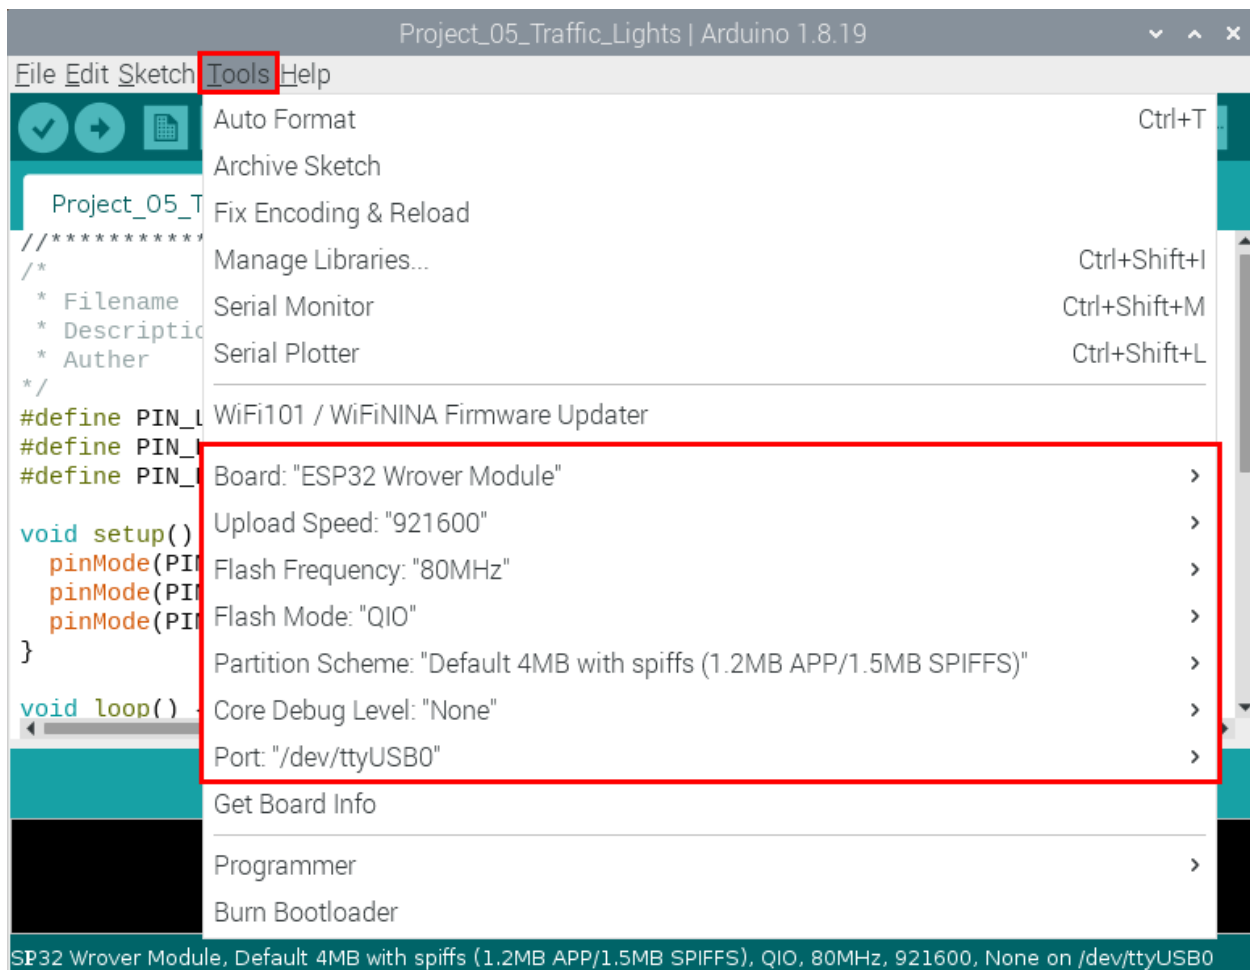 Project_05_Traffic_Lights | Arduino 1.8.19
File Edit Sketch Tools Help
Auto Format Ctrl+T
Archive Sketch
Project_05_T
Fix Encoding & Reload
//***********
Manage Libraries... Ctrl+Shift+I
/*
* Filename
Serial Monitor Ctrl+Shift+M
* Descriptio
Serial Plotter Ctrl+Shift+L
* Auther
*/
#define PIN_L
WiFi101 / WiFiNINA Firmware Updater
#define PIN_
#define PIN_
Board: "ESP32 Wrover Module"
Upload Speed: "921600"
void setup()
pinMode(PI
Flash Frequency: "80MHz"
pinMode(PI
pinMode(PI
Flash Mode: "QIO"
}
Partition Scheme: "Default 4MB with spiffs (1.2MB APP/1.5MB SPIFFS)"
void loop()
Core Debug Level: "None"
Port: "/dev/ttyUSB0"
Get Board Info
Programmer
Burn Bootloader
SP32 Wrover Module, Default 4MB with spiffs (1.2MB APP/1.5MB SPIFFS), QIO, 80MHz, 921600, None on /dev/ttyUSB0